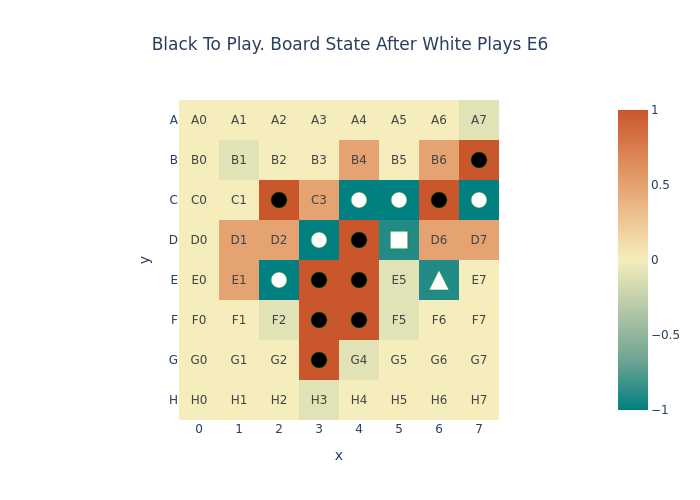 Black To Play. Board State After White Plays E6
A A0 A1 A2 A3 A4 A5 A6 A7 1
B B0 B1 B2 B3 B4 B5 B6
C C0 C1 C3 0.5
D D0 D1 D2 D6 D7
y 0
E E0 E1 E5 E7
F F0 F1 F2 F5 F6 F7 −0.5
G G0 G1 G2 G4 G5 G6 G7
H H0 H1 H2 H3 H4 H5 H6 H7 −1
0 1 2 3 4 5 6 7
x